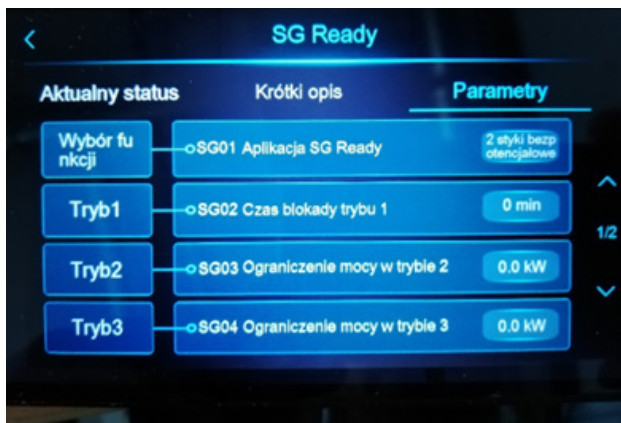 SG Ready
Aktualny status Krótki opis Parametry
Wybór fu
nkcji
SG01 Aplikacja SG Ready
2 styki bezp
otencjałowe
Tryb1
SG02 Czas blokady trybu 1
0 min
1/2
Tryb2
SG03 Ograniczenie mocy w trybie 2
0.0 kW
Tryb3
SG04 Ograniczenie mocy w trybie 3
0.0 kW